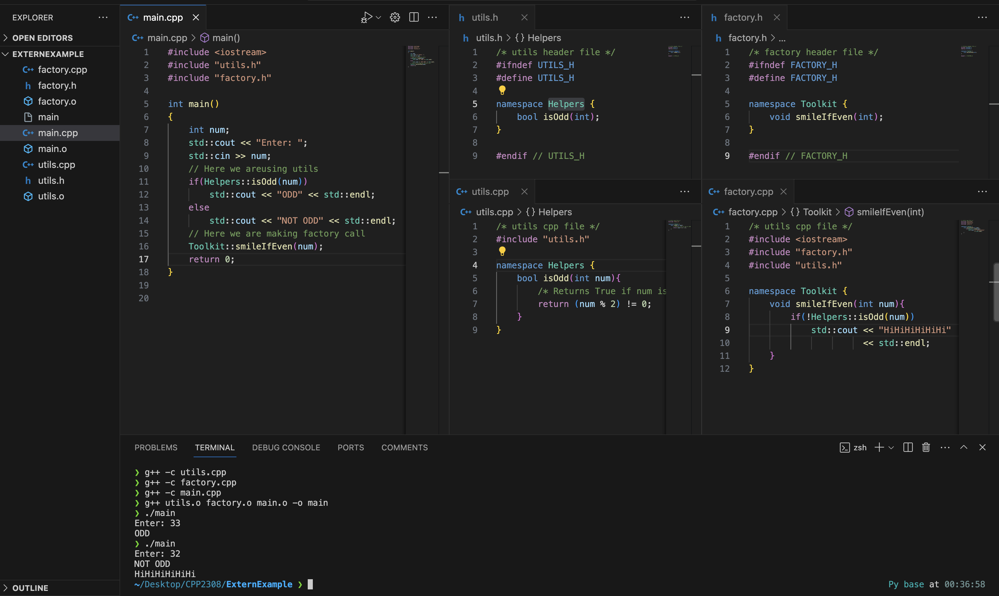 EXPLORER
OPEN EDITORS
EXTERNEXAMPLE
C++ factory.cpp
h factory.h
factory.o
main
C++ main.cpp
main.o
C++ utils.cpp
h utils.h
utils.o
OUTLINE
C++ main.cpp
C++ main.cpp > main()
1 #include <iostream>
2 #include "utils.h"
3 #include "factory.h"
4
5 int main()
6 {
7 int num;
8 std::cout << "Enter: ";
9 std::cin >> num;
10 // Here we areusing utils
11 if(Helpers::isOdd(num))
12 std::cout << "ODD" << std::endl;
13 else
14 std::cout << "NOT ODD" << std::endl;
15 // Here we are making factory call
16 Toolkit::smileIfEven(num);
17 return 0;
18 }
19
20
h utils.h
h utils.h > {} Helpers
1 /* utils header file */
2 #ifndef UTILS_H
3 #define UTILS_H
4
5 namespace Helpers {
6 bool isOdd(int);
7 }
8
9 #endif // UTILS_H
h factory.h
h factory.h > ...
1 /* factory header file */
2 #ifndef FACTORY_H
3 #define FACTORY_H
4
5 namespace Toolkit {
6 void smileIfEven(int);
7 }
8
9 #endif // FACTORY_H
C++ utils.cpp
C++ utils.cpp > {} Helpers
1 /* utils cpp file */
2 #include "utils.h"
3
4 namespace Helpers {
5 bool isOdd(int num){
6 /* Returns True if num is
7 return (num % 2) != 0;
8 }
9 }
C++ factory.cpp
C++ factory.cpp > {} Toolkit > smileIfEven(int)
1 /* utils cpp file */
2 #include <iostream>
3 #include "factory.h"
4 #include "utils.h"
5
6 namespace Toolkit {
7 void smileIfEven(int num){
8 if(!Helpers::isOdd(num))
9 std::cout << "HiHiHiHiHiHi"
10 << std::endl;
11 }
12 }
PROBLEMS TERMINAL DEBUG CONSOLE PORTS COMMENTS
zsh
❯ g++ -c utils.cpp
❯ g++ -c factory.cpp
❯ g++ -c main.cpp
❯ g++ utils.o factory.o main.o -o main
❯ ./main
Enter: 33
ODD
❯ ./main
Enter: 32
NOT ODD
HiHiHiHiHiHi
~/Desktop/CPP2308/ExternExample ❯
Py base at 00:36:58